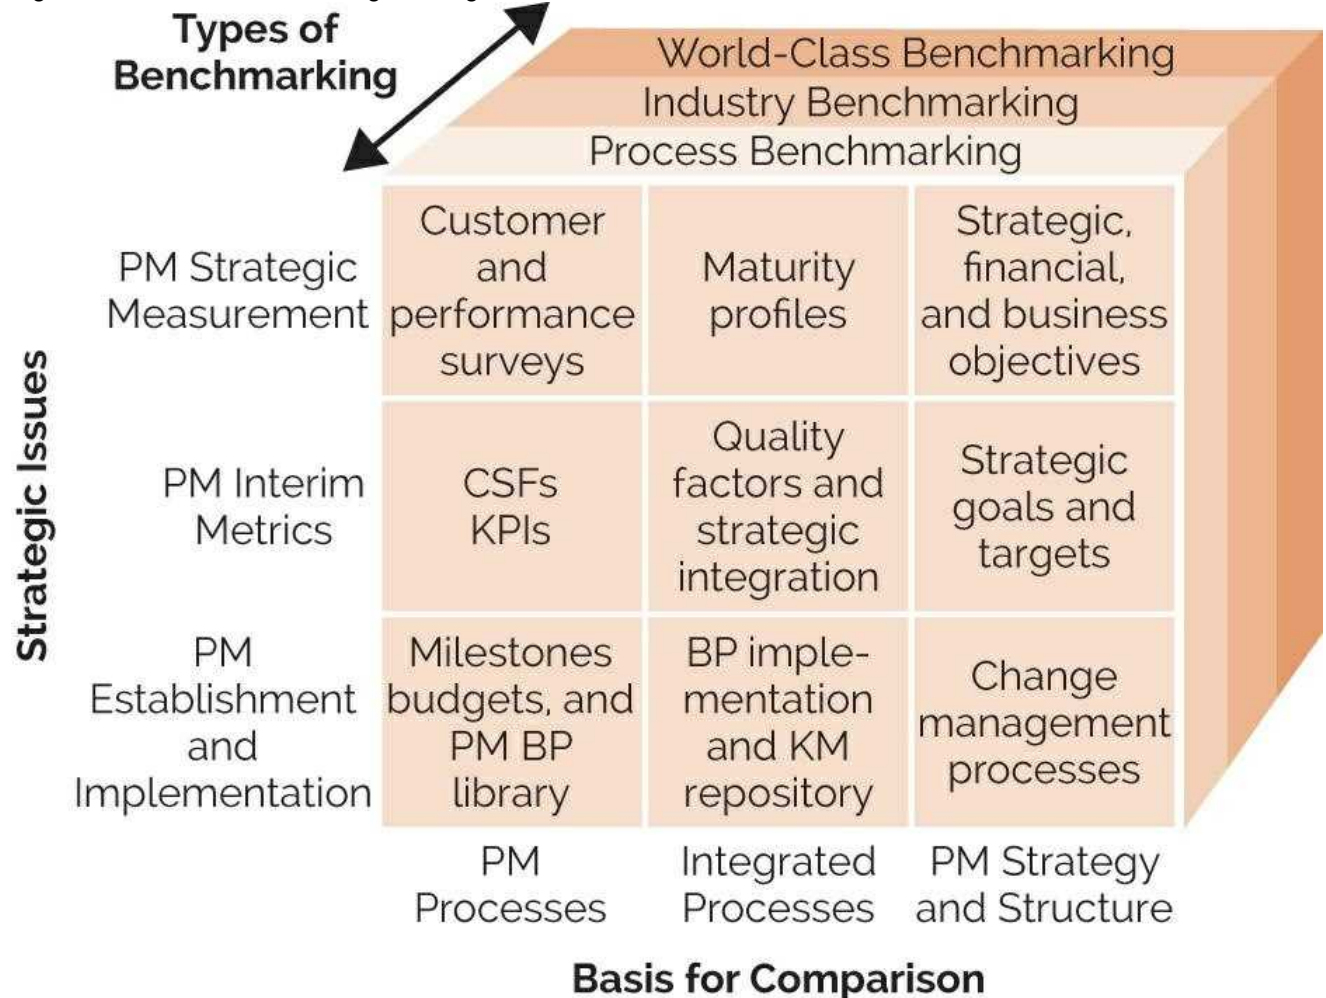 Types of
Benchmarking
World-Class Benchmarking
Industry Benchmarking
Process Benchmarking
Strategic Issues
PM Strategic
Measurement
Customer
and
performance
surveys
Maturity
profiles
Strategic,
financial,
and business
objectives
PM Interim
Metrics
CSFs
KPIs
Quality
factors and
strategic
integration
Strategic
goals and
targets
PM
Establishment
and
Implementation
Milestones
budgets, and
PM BP
library
BP imple-
mentation
and KM
repository
Change
management
processes
PM
Processes
Integrated
Processes
PM Strategy
and Structure
Basis for Comparison